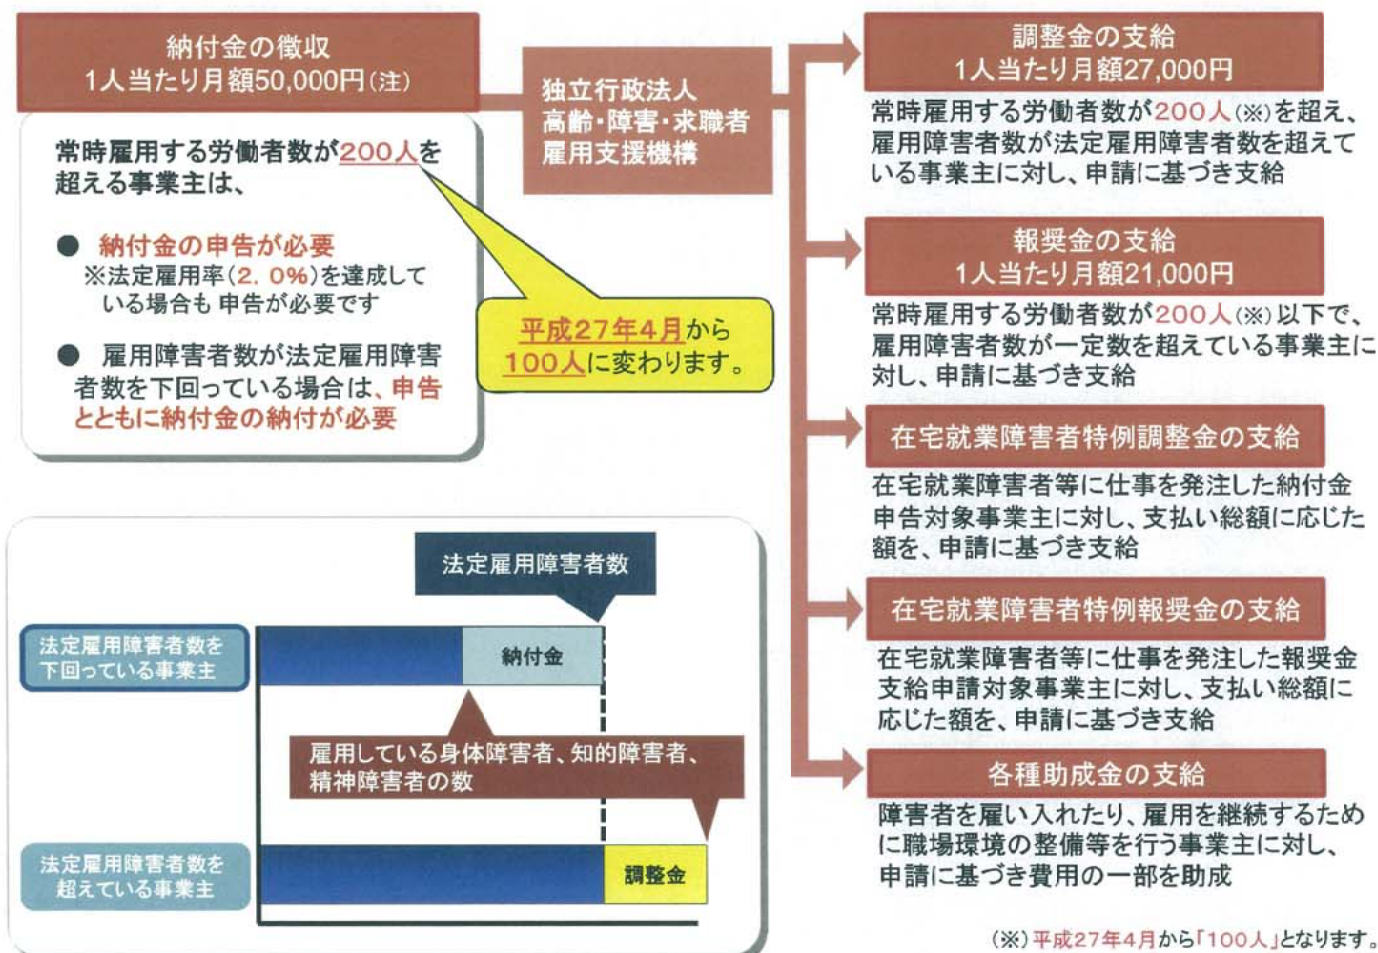 納付金の徴収
1人当たり月額50,000円(注)
常時雇用する労働者数が200人を
超える事業主は、
● 納付金の申告が必要
※法定雇用率(2.0%)を達成して
いる場合も申告が必要です
● 雇用障害者数が法定雇用障害
者数を下回っている場合は、申告
とともに納付金の納付が必要
平成27年4月から
100人に変わります。
独立行政法人
高齢・障害・求職者
雇用支援機構
調整金の支給
1人当たり月額27,000円
常時雇用する労働者数が200人(※)を超え、
雇用障害者数が法定雇用障害者数を超えて
いる事業主に対し、申請に基づき支給
報奨金の支給
1人当たり月額21,000円
常時雇用する労働者数が200人(※)以下で、
雇用障害者数が一定数を超えている事業主に
対し、申請に基づき支給
在宅就業障害者特例調整金の支給
在宅就業障害者等に仕事を発注した納付金
申告対象事業主に対し、支払い総額に応じた
額を、申請に基づき支給
在宅就業障害者特例報奨金の支給
在宅就業障害者等に仕事を発注した報奨金
支給申請対象事業主に対し、支払い総額に
応じた額を、申請に基づき支給
各種助成金の支給
障害者を雇い入れたり、雇用を継続するため
に職場環境の整備等を行う事業主に対し、
申請に基づき費用の一部を助成
法定雇用障害者数
法定雇用障害者数を
下回っている事業主
納付金
雇用している身体障害者、知的障害者、
精神障害者の数
法定雇用障害者数を
超えている事業主
調整金
(※)平成27年4月から「100人」となります。